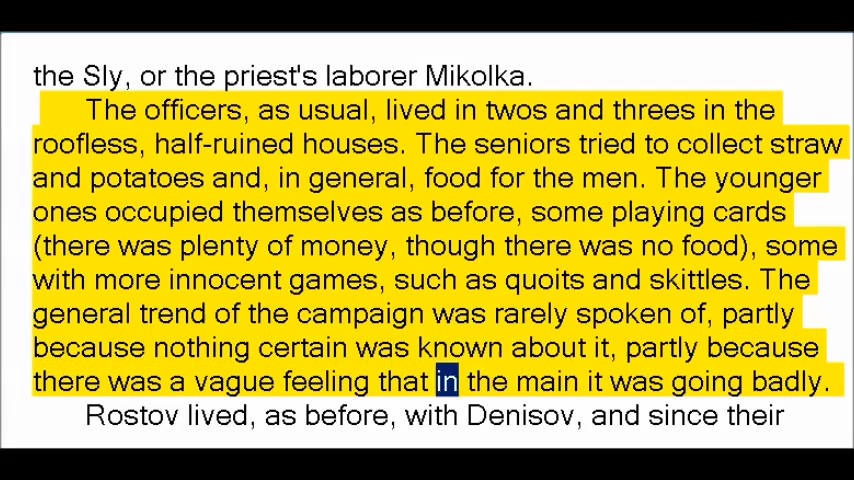 the Sly, or the priest's laborer Mikolka.
The officers, as usual, lived in twos and threes in the
roofless, half-ruined houses. The seniors tried to collect straw
and potatoes and, in general, food for the men. The younger
ones occupied themselves as before, some playing cards
(there was plenty of money, though there was no food), some
with more innocent games, such as quoits and skittles. The
general trend of the campaign was rarely spoken of, partly
because nothing certain was known about it, partly because
there was a vague feeling that in the main it was going badly.
Rostov lived, as before, with Denisov, and since their